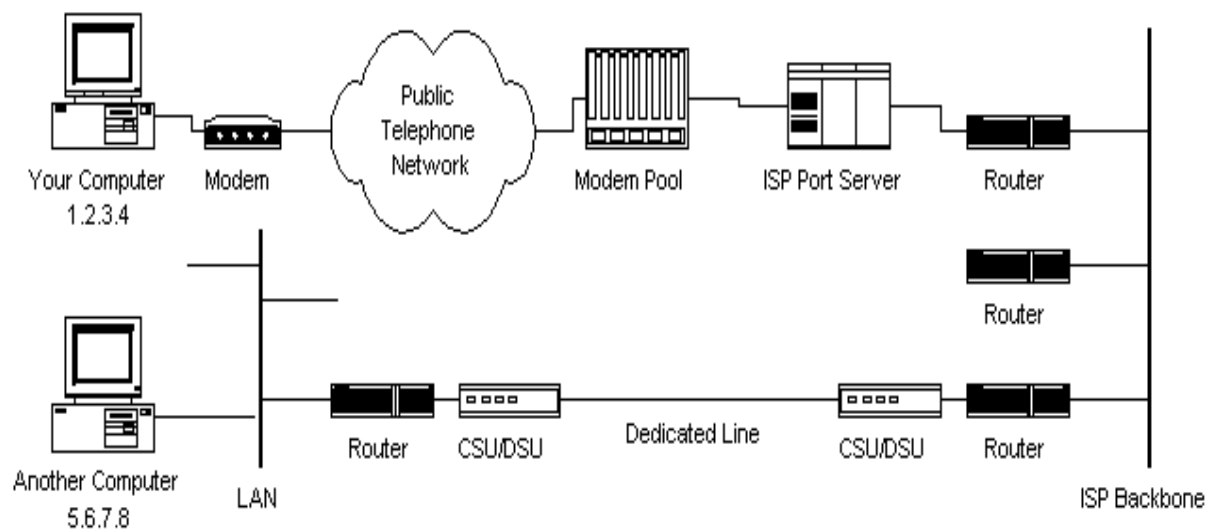 Public
Telephone
Network
Your Computer
1.2.3.4
Modem
Modem Pool
ISP Port Server
Router
Router
Router
CSU/DSU
Dedicated Line
CSU/DSU
Router
Another Computer
5.6.7.8
LAN
ISP Backbone